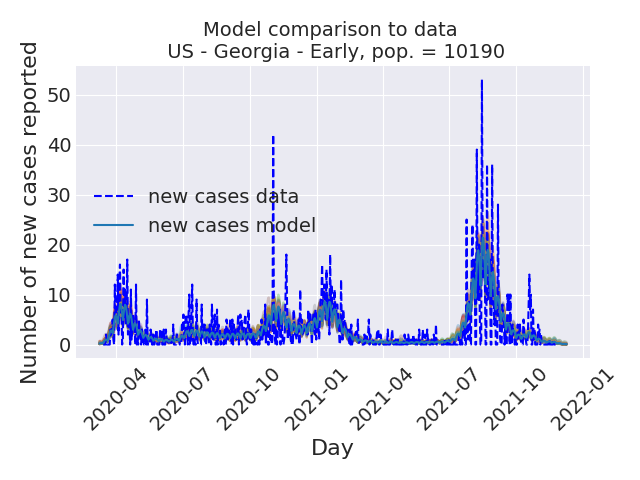 Model comparison to data
US - Georgia - Early, pop. = 10190
Number of new cases reported
50
40
30
20
10
0
new cases data
new cases model
2020-04
2020-07
2020-10
2021-01
2021-04
2021-07
2021-10
2022-01
Day